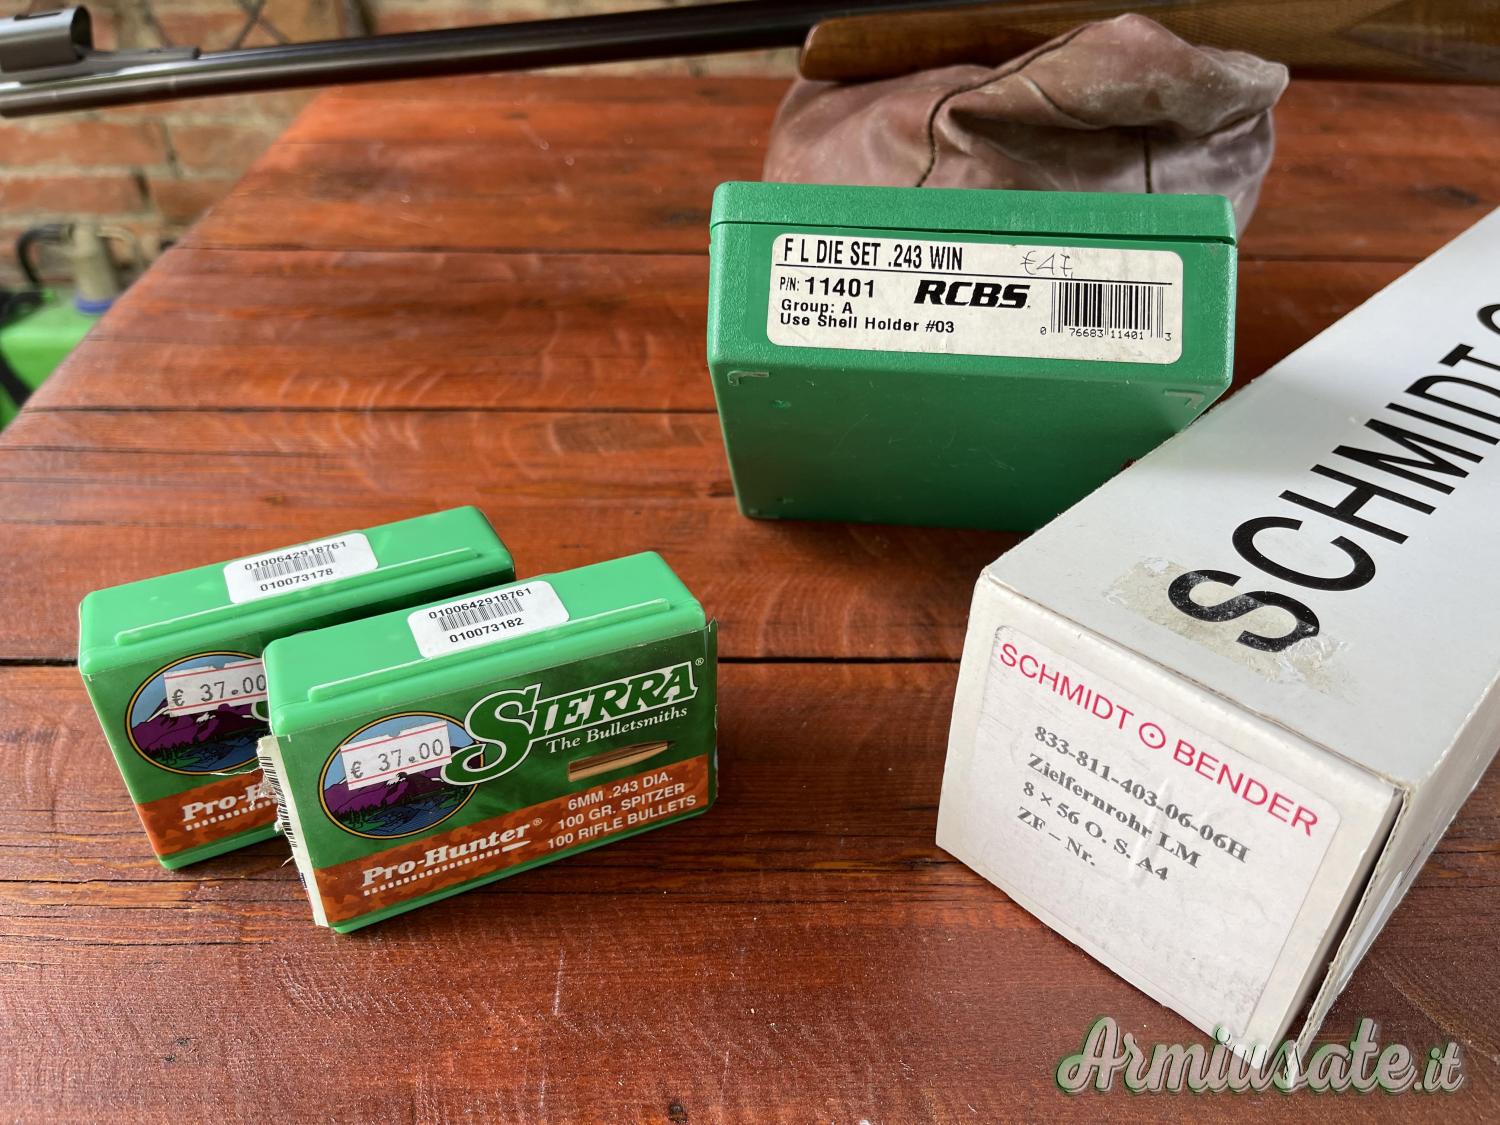 F L DIE SET .243 WIN
€47,
P/N: 11401
RCBS
Group: A
Use Shell Holder #03
0 76683 11401 3
0100642918761
010073178
€ 37.00
Pro-H
0100642918761
010073182
SIERRA®
The Bulletsmiths
€ 37.00
6MM .243 DIA.
100 GR. SPITZER
100 RIFLE BULLETS
Pro-Hunter®
SCHMIDT
SCHMIDT BENDER
833-811-403-06-06H
Zielfernrohr LM
8 × 56 O. S. A4
ZF – Nr.
Armiusate.it